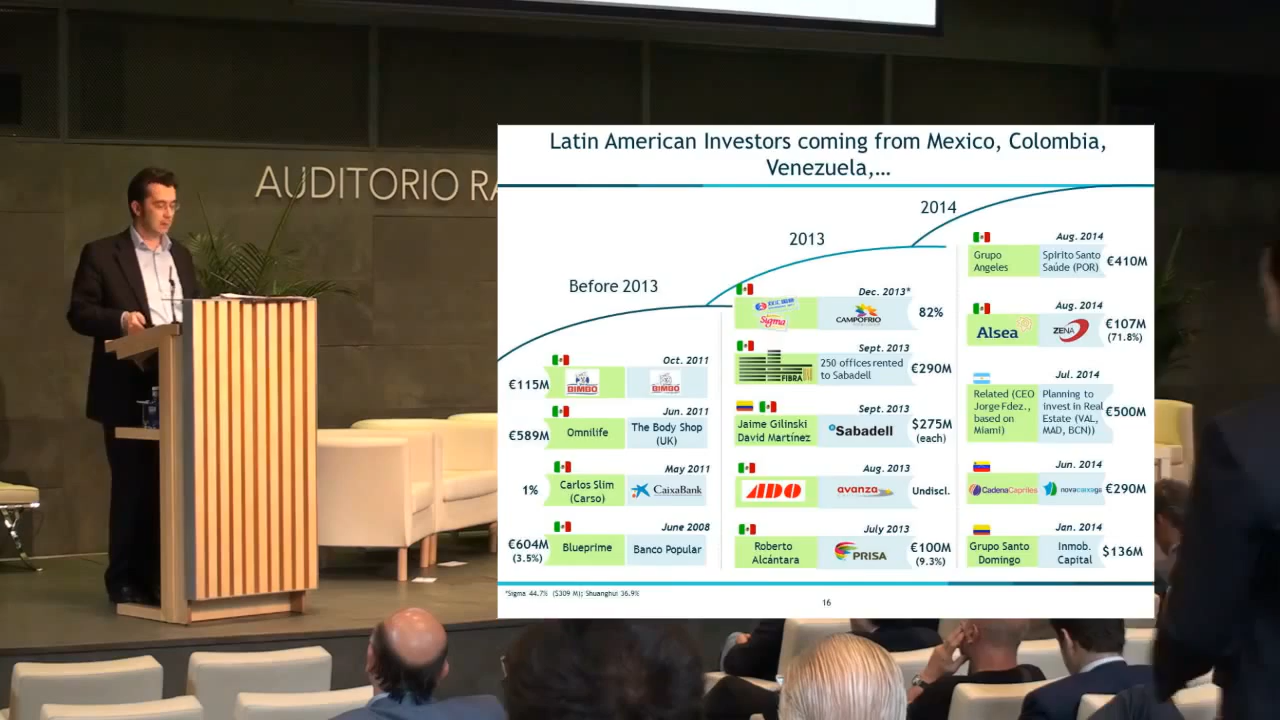 AUDITORIO RA
Latin American Investors coming from Mexico, Colombia,
Venezuela,...
Before 2013
Oct. 2011
€115M
BIMBO
BIMBO
Jun. 2011
€589M
Omnilife
The Body Shop
(UK)
May 2011
1%
Carlos Slim
(Carso)
CaixaBank
June 2008
€604M
(3.5%)
Blueprime
Banco Popular
2013
Dec. 2013*
Sigma
CAMPOFRIO
82%
Sept. 2013
FIBRA
250 offices rented
to Sabadell
€290M
Sept. 2013
Jaime Gilinski
David Martínez
Sabadell
$275M
(each)
Aug. 2013
ADO
avanza
Undiscl.
July 2013
Roberto
Alcántara
PRISA
€100M
(9.3%)
2014
Aug. 2014
Grupo
Angeles
Spirito Santo
Saúde (POR)
€410M
Aug. 2014
Alsea
ZENA
€107M
(71.8%)
Jul. 2014
Related (CEO
Jorge Fdez.,
based on
Miami)
Planning to
invest in Real
Estate (VAL,
MAD, BCN))
€500M
Jun. 2014
CadenaCapriles
novacaixaga
€290M
Jan. 2014
Grupo Santo
Domingo
Inmob.
Capital
$136M
*Sigma 44.7% ($309 M); Shuanghui 36.9%
16